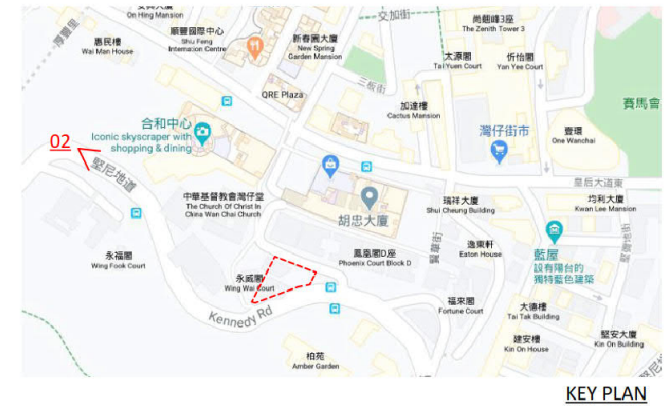 On Hing Mansion
惠民樓
Wai Man House
順豐國際中心
Shu Feng
Internasion Centre
新春園大廈
New Spring
Garden Mansion
交加街
尚翹峰3座
The Zenith Tower 3
三板街
太源閣
Tai Yuen Court
忻怡閣
Yan Yee Court
QRE Plaza
加達樓
Cactus Mansion
賽馬會
合和中心
Iconic skyscraper with
shopping & dining
灣仔街市
壹環
One Wanchai
02
堅尼地道
皇后大道東
中華基督教會灣仔堂
The Church Of Christ In
China Wan Chai Church
胡忠大廈
瑞祥大廈
Shui Cheung Building
均利大廈
Kwan Lee Mansion
永福閣
Wing Fook Court
鳳凰閣D座
Phoenix Court Block D
逸東軒
Eaton House
藍屋
設有陽台的
獨特藍色建築
永威閣
Wing Wai Court
福來閣
Fortune Court
大德樓
Tai Tak Building
Kennedy Rd
建安樓
Kin On House
堅安大廈
Kin On Building
柏苑
Amber Garden
KEY PLAN